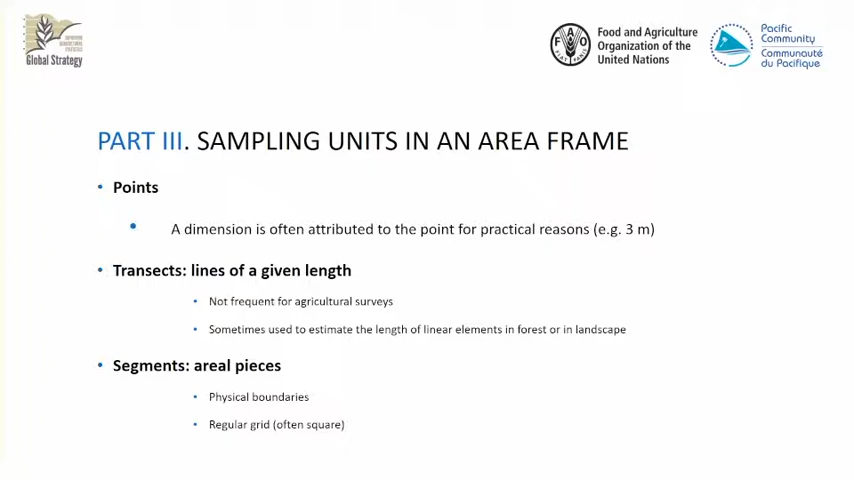 Global Strategy
FAO
FIAT PANIS
Food and Agriculture
Organization of the
United Nations
Pacific
Community
Communauté
du Pacifique
PART III. SAMPLING UNITS IN AN AREA FRAME
• Points
• A dimension is often attributed to the point for practical reasons (e.g. 3 m)
• Transects: lines of a given length
• Not frequent for agricultural surveys
• Sometimes used to estimate the length of linear elements in forest or in landscape
• Segments: areal pieces
• Physical boundaries
• Regular grid (often square)